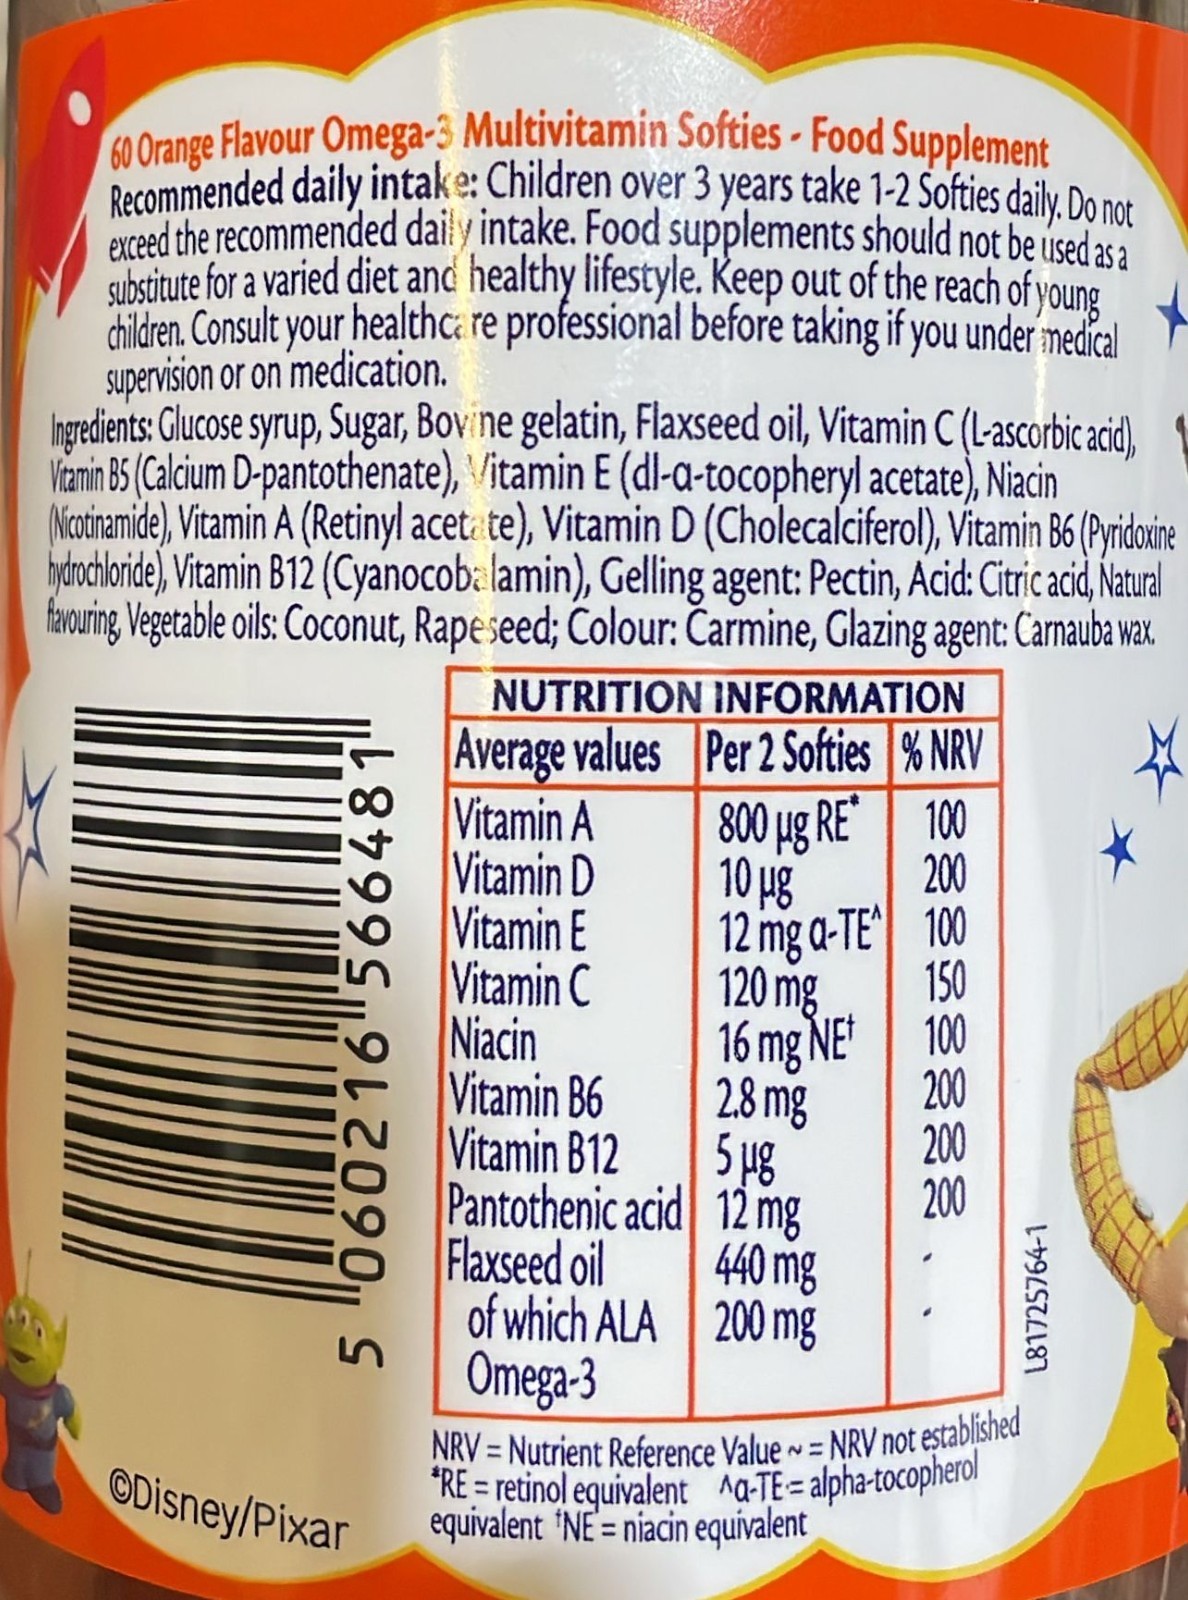 60 Orange Flavour Omega-3 Multivitamin Softies - Food Supplement
Recommended daily intake: Children over 3 years take 1-2 Softies daily. Do not
exceed the recommended daily intake. Food supplements should not be used as a
substitute for a varied diet and healthy lifestyle. Keep out of the reach of young
children. Consult your healthcare professional before taking if you under medical
supervision or on medication.
Ingredients: Glucose syrup, Sugar, Bovine gelatin, Flaxseed oil, Vitamin C (L-ascorbic acid),
Vitamin B5 (Calcium D-pantothenate), Vitamin E (dl-α-tocopheryl acetate), Niacin
(Nicotinamide), Vitamin A (Retinyl acetate), Vitamin D (Cholecalciferol), Vitamin B6 (Pyridoxine
hydrochloride), Vitamin B12 (Cyanocobalamin), Gelling agent: Pectin, Acid: Citric acid, Natural
flavouring, Vegetable oils: Coconut, Rapeseed; Colour: Carmine, Glazing agent: Carnauba wax.
NUTRITION INFORMATION
Average values Per 2 Softies % NRV
Vitamin A 800 µg RE* 100
Vitamin D 10 µg 200
Vitamin E 12 mg α-TE^ 100
Vitamin C 120 mg 150
Niacin 16 mg NE† 100
Vitamin B6 2.8 mg 200
Vitamin B12 5 µg 200
Pantothenic acid 12 mg 200
Flaxseed oil 440 mg -
of which ALA 200 mg -
Omega-3
NRV = Nutrient Reference Value ~ = NRV not established
*RE = retinol equivalent ^α-TE = alpha-tocopherol
equivalent †NE = niacin equivalent
5 060216 566481
L81725764-1
©Disney/Pixar